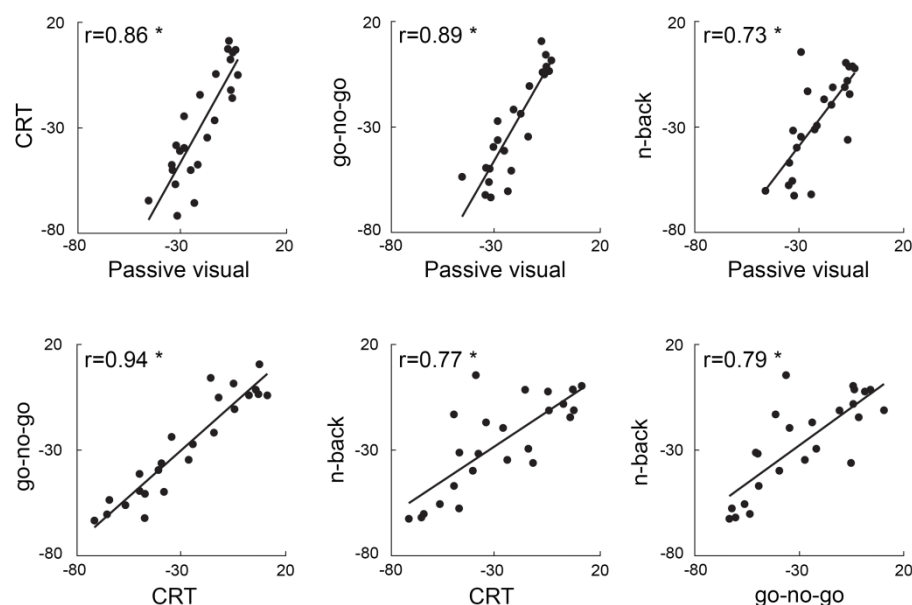 20
r=0.86 *
CRT
-30
-80
-80
-30
20
Passive visual
20
r=0.89 *
go-no-go
-30
-80
-80
-30
20
Passive visual
20
r=0.73 *
n-back
-30
-80
-80
-30
20
Passive visual
20
r=0.94 *
go-no-go
-30
-80
-80
-30
20
CRT
20
r=0.77 *
n-back
-30
-80
-80
-30
20
CRT
20
r=0.79 *
n-back
-30
-80
-80
-30
20
go-no-go